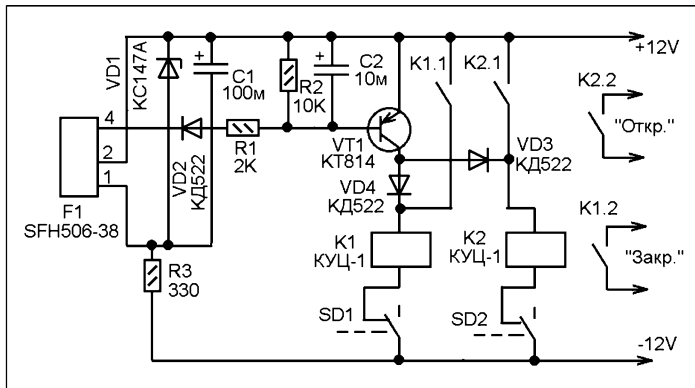 +12V
VD1
КС147А
+
C1
100м
R2
10K
+
C2
10м
K1.1
K2.1
K2.2
"Откр."
4
2
1
VD2
КД522
R1
2K
VT1
КТ814
VD3
КД522
VD4
КД522
F1
SFH506-38
K1
КУЦ-1
K2
КУЦ-1
K1.2
"Закр."
R3
330
SD1
SD2
-12V